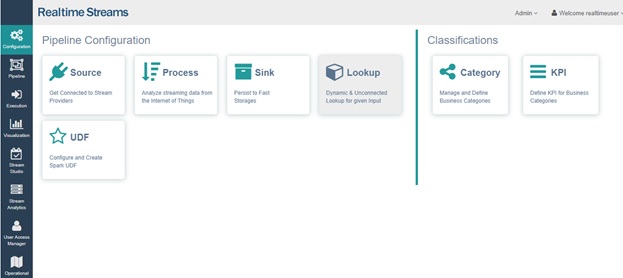 Realtime Streams
Admin
Welcome realtimeuser
Configuration
Pipeline
Execution
Visualization
Stream
Studio
Stream
Analytics
User Access
Manager
Operational
Pipeline Configuration
Source
Get Connected to Stream
Providers
Process
Analyze streaming data from
the Internet of Things
Sink
Persist to Fast
Storages
Lookup
Dynamic & Unconnected
Lookup for given Input
UDF
Configure and Create
Spark UDF
Classifications
Category
Manage and Define
Business Categories
KPI
Define KPI for Business
Categories